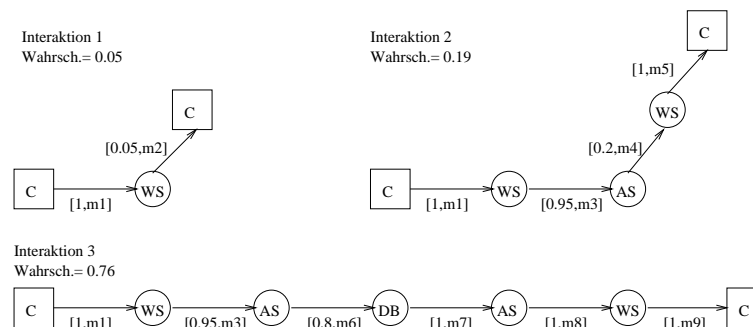 Interaktion 1
Wahrsch.= 0.05
C
[0.05,m2]
C
WS
[1,m1]
Interaktion 2
Wahrsch.= 0.19
C
[1,m5]
WS
[0.2,m4]
C
WS
AS
[1,m1]
[0.95,m3]
Interaktion 3
Wahrsch.= 0.76
C
WS
AS
DB
AS
WS
C
[1,m1]
[0.95,m3]
[0.8,m6]
[1,m7]
[1,m8]
[1,m9]